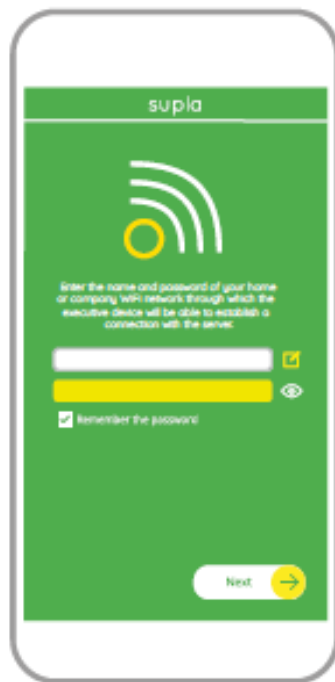 supla
Enter the name and password of your home
or company WiFi network through which the
executive device will be able to establish a
connection with the server.
Remember the password
Next